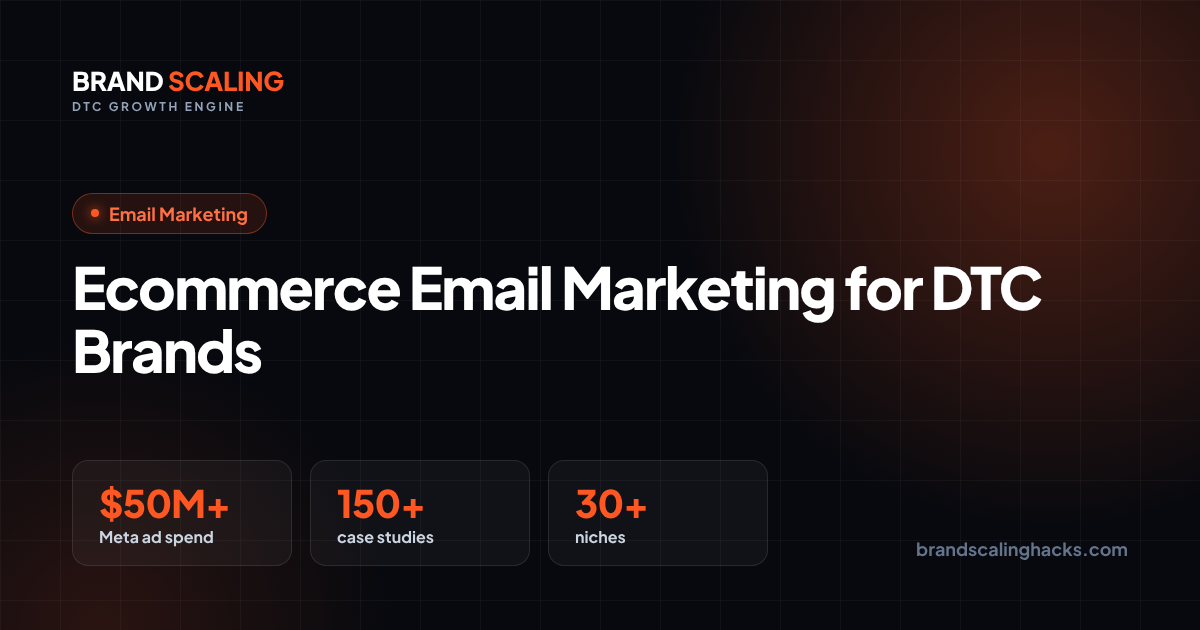 BRAND SCALING
DTC GROWTH ENGINE
Email Marketing
Ecommerce Email Marketing for DTC
Brands
$50M+
Meta ad spend
150+
case studies
30+
niches
brandscalinghacks.com